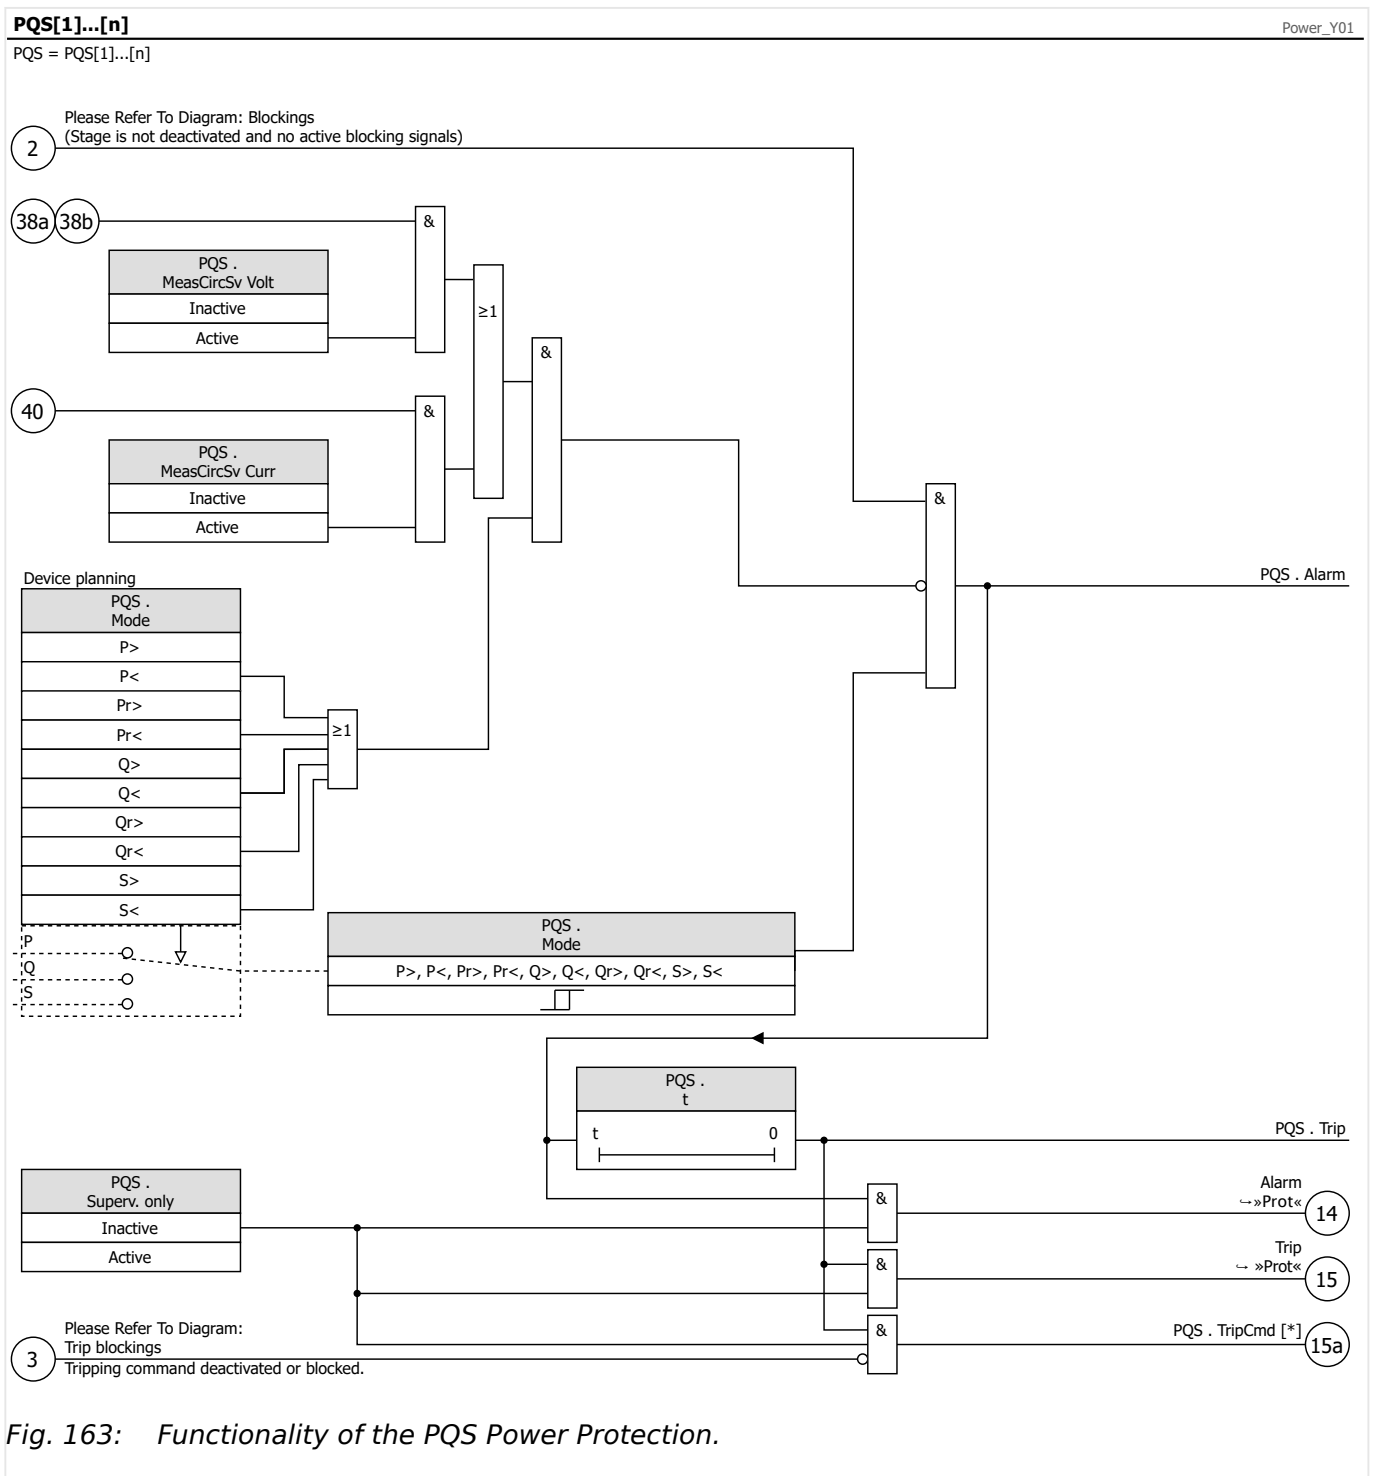 PQS[1]...[n]
Power_Y01
PQS = PQS[1]...[n]
Please Refer To Diagram: Blockings
(Stage is not deactivated and no active blocking signals)
2
38a
38b
&
PQS .
MeasCircSv Volt
Inactive
Active
≥1
&
40
&
PQS .
MeasCircSv Curr
Inactive
Active
&
PQS . Alarm
Device planning
PQS .
Mode
P>
P<
Pr>
Pr<
≥1
Q>
Q<
Qr>
Qr<
S>
S<
P
Q
S
PQS .
Mode
P>, P<, Pr>, Pr<, Q>, Q<, Qr>, Qr<, S>, S<
PQS .
t
t
0
PQS . Trip
PQS .
Superv. only
Inactive
Active
&
Alarm
↪»Prot«
14
&
Trip
↪ »Prot«
15
Please Refer To Diagram:
Trip blockings
Tripping command deactivated or blocked.
3
&
PQS . TripCmd [*]
15a
Fig. 163: Functionality of the PQS Power Protection.